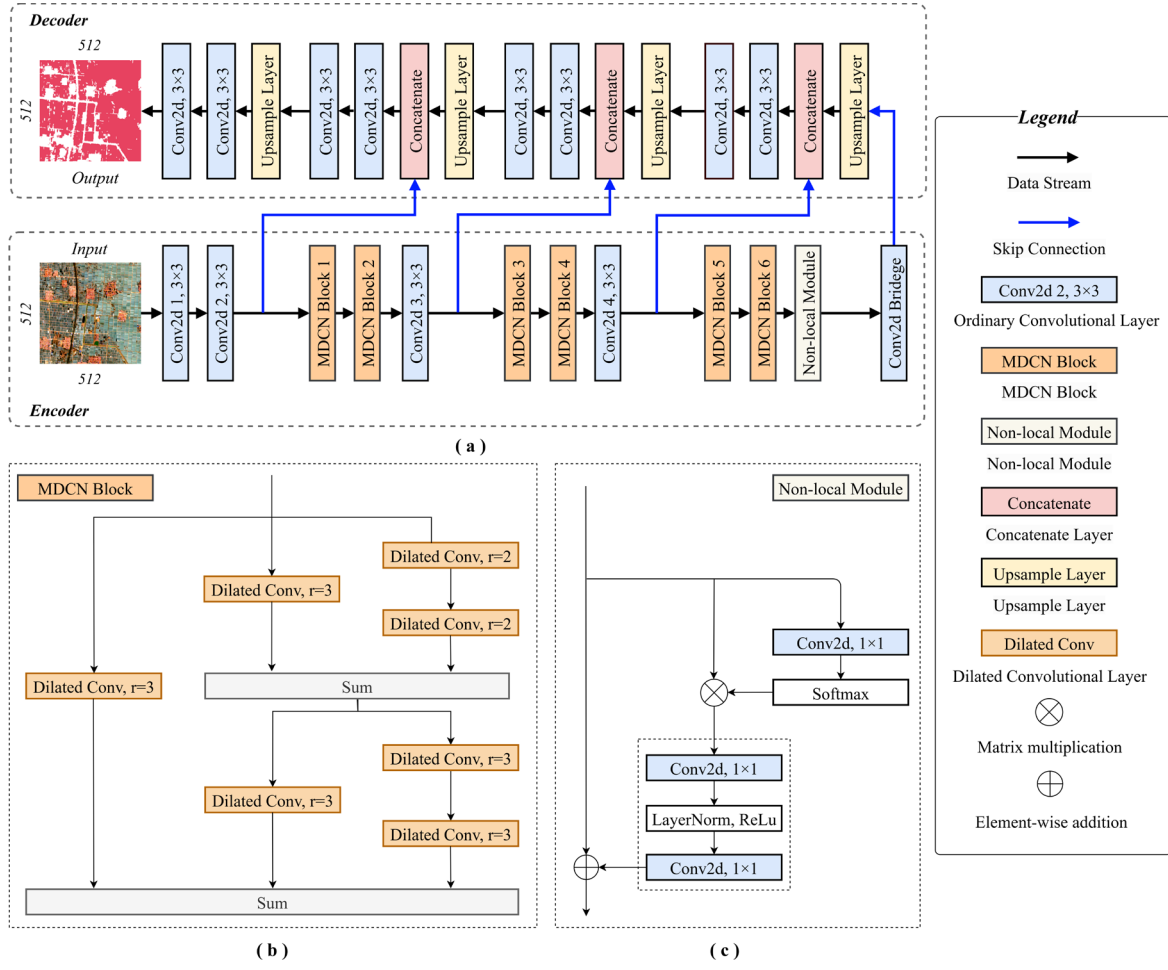 Decoder
512
512
Output
Conv2d, 3×3
Conv2d, 3×3
Upsample Layer
Conv2d, 3×3
Conv2d, 3×3
Concatenate
Upsample Layer
Conv2d, 3×3
Conv2d, 3×3
Concatenate
Upsample Layer
Conv2d, 3×3
Conv2d, 3×3
Concatenate
Upsample Layer
Input
512
512
Conv2d 1, 3×3
Conv2d 2, 3×3
MDCN Block 1
MDCN Block 2
Conv2d 3, 3×3
MDCN Block 3
MDCN Block 4
Conv2d 4, 3×3
MDCN Block 5
MDCN Block 6
Non-local Module
Conv2d Bridege
Encoder
( a )
MDCN Block
Dilated Conv, r=2
Dilated Conv, r=3
Dilated Conv, r=2
Dilated Conv, r=3
Sum
Dilated Conv, r=3
Dilated Conv, r=3
Dilated Conv, r=3
Sum
( b )
Non-local Module
Conv2d, 1×1
Softmax
Conv2d, 1×1
LayerNorm, ReLu
Conv2d, 1×1
( c )
Legend
Data Stream
Skip Connection
Conv2d 2, 3×3
Ordinary Convolutional Layer
MDCN Block
MDCN Block
Non-local Module
Non-local Module
Concatenate
Concatenate Layer
Upsample Layer
Upsample Layer
Dilated Conv
Dilated Convolutional Layer
Matrix multiplication
Element-wise addition